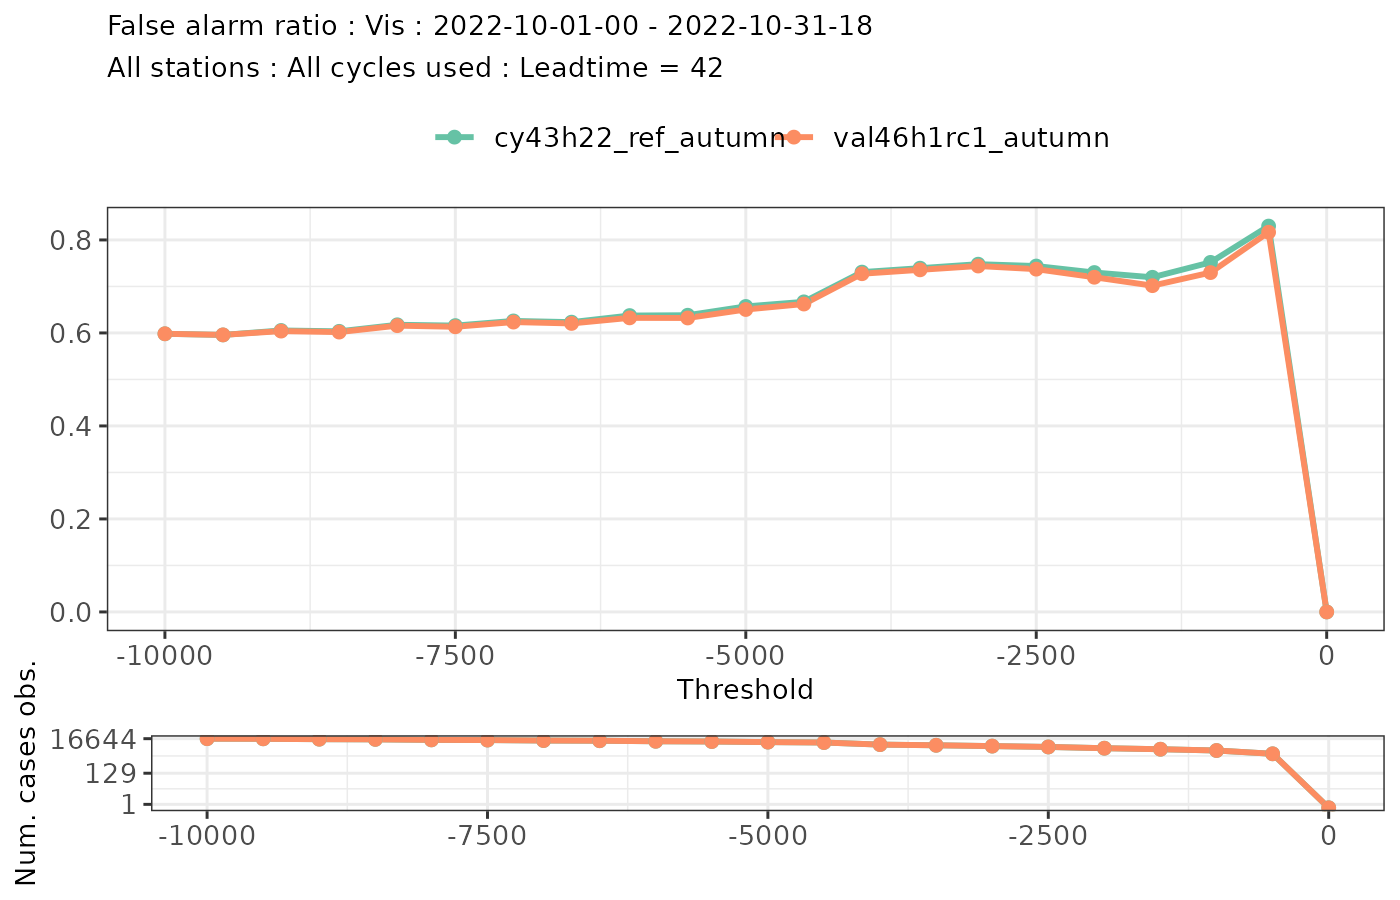 False alarm ratio : Vis : 2022-10-01-00 - 2022-10-31-18
All stations : All cycles used : Leadtime = 42
cy43h22_ref_autumn val46h1rc1_autumn
0.8
0.6
0.4
0.2
0.0
-10000 -7500 -5000 -2500 0
Threshold
Num. cases obs.
16644
129
1
-10000 -7500 -5000 -2500 0